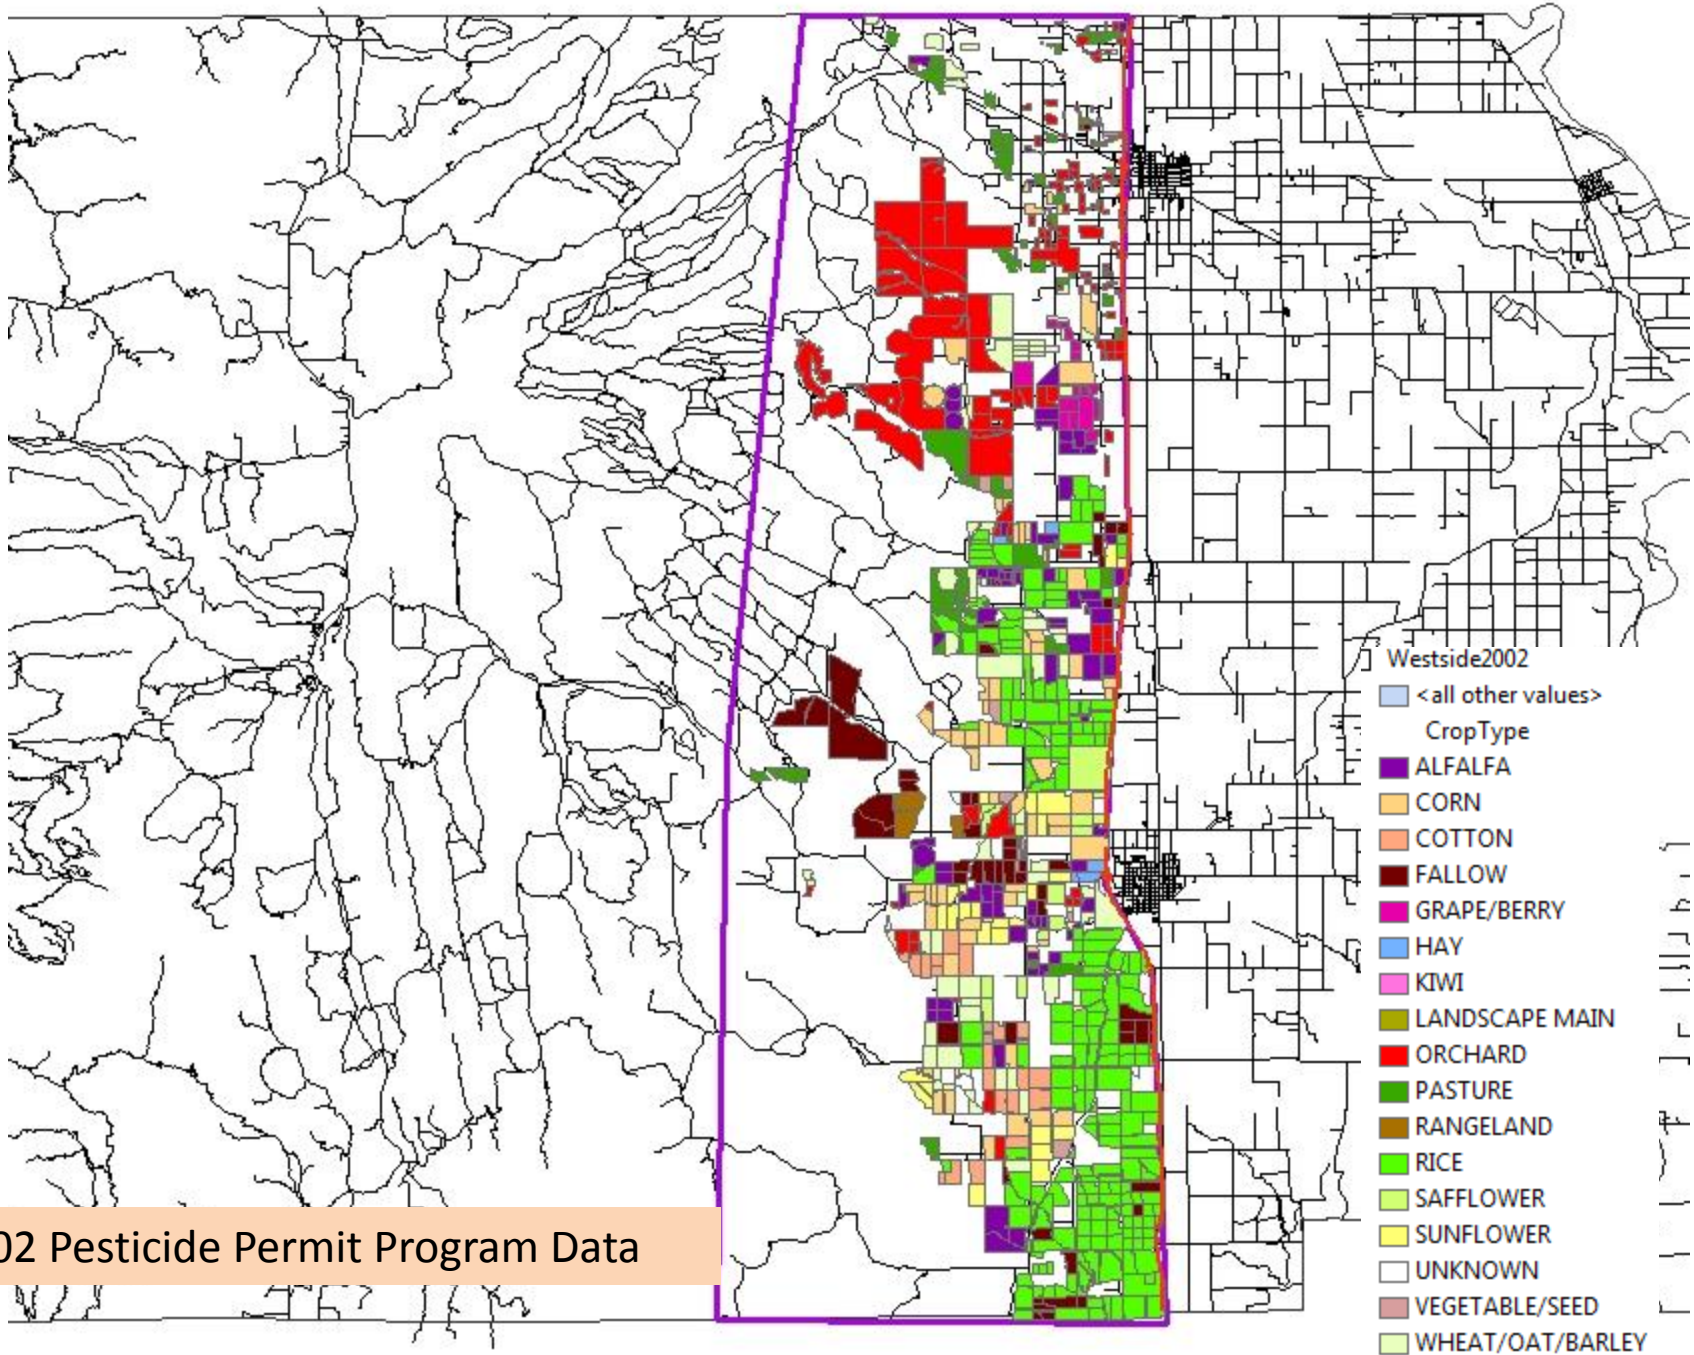 Westside2002
<all other values>
CropType
ALFALFA
CORN
COTTON
FALLOW
GRAPE/BERRY
HAY
KIWI
LANDSCAPE MAIN
ORCHARD
PASTURE
RANGELAND
RICE
SAFFLOWER
SUNFLOWER
UNKNOWN
VEGETABLE/SEED
WHEAT/OAT/BARLEY
02 Pesticide Permit Program Data